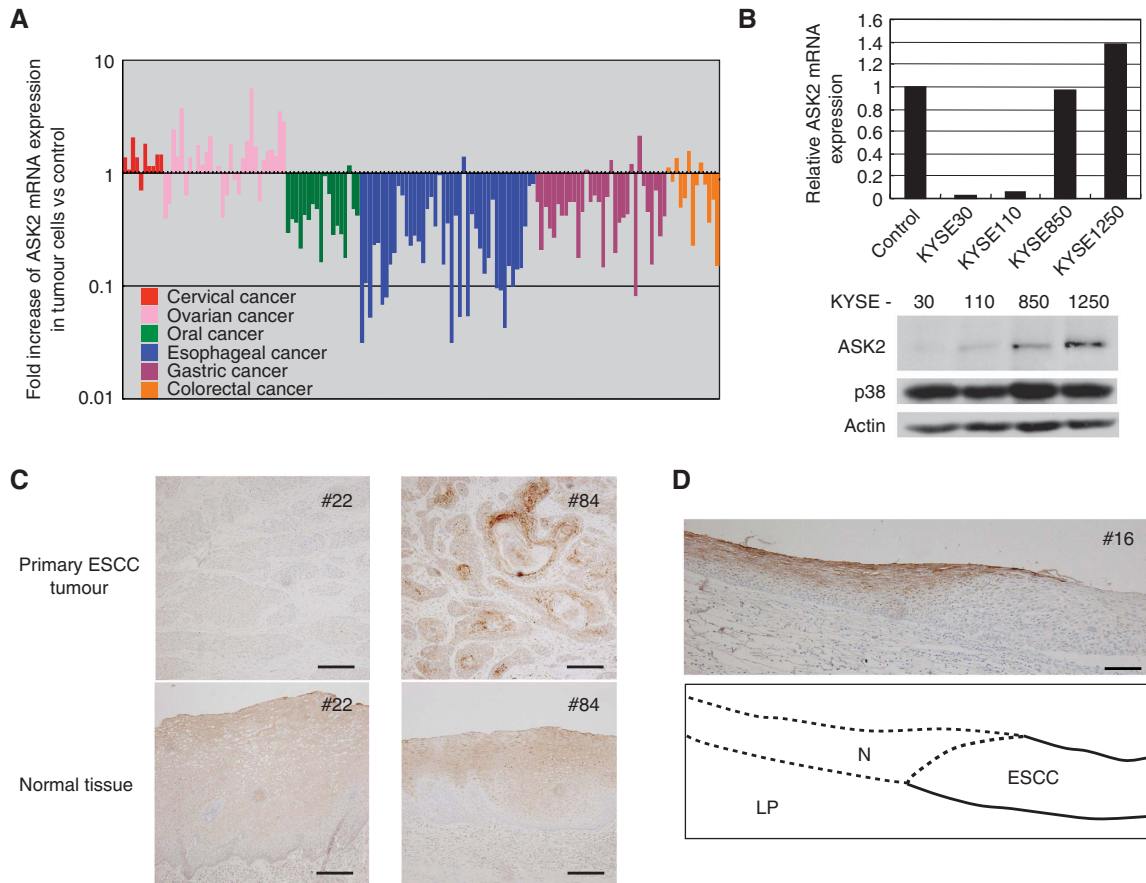 A
Fold increase of ASK2 mRNA expression
in tumour cells vs control
10
1
0.1
0.01
Cervical cancer
Ovarian cancer
Oral cancer
Esophageal cancer
Gastric cancer
Colorectal cancer
B
Relative ASK2 mRNA
expression
1.6
1.4
1.2
1
0.8
0.6
0.4
0.2
0
Control
KYSE30
KYSE110
KYSE850
KYSE1250
KYSE - 30 110 850 1250
ASK2
p38
Actin
C
Primary ESCC
tumour
#22
#84
Normal tissue
#22
#84
D
#16
N
ESCC
LP